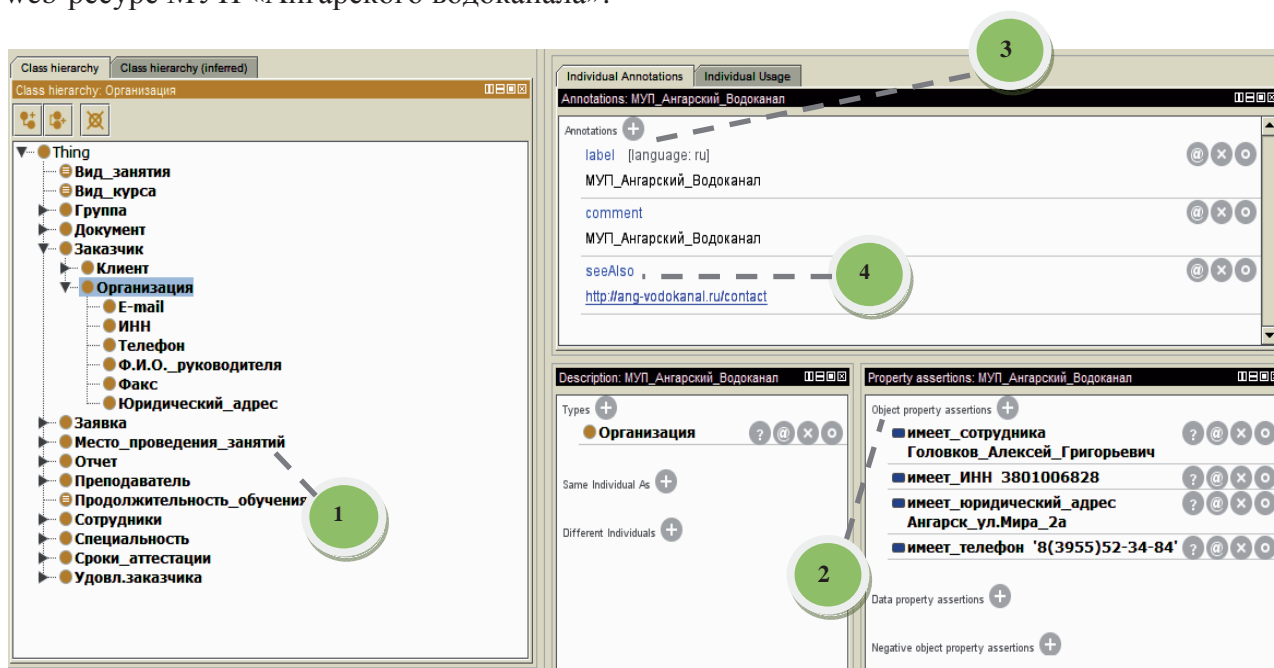 web-ресурс МУП «Ангарского водоканала».
3
Class hierarchy Class hierarchy (inferred)
Class hierarchy: Организация
Thing
Вид_занятия
Вид_курса
Группа
Документ
Заказчик
Клиент
Организация
E-mail
ИНН
Телефон
Ф.И.О._руководителя
Факс
Юридический_адрес
Заявка
Место_проведения_занятий
Отчет
Преподаватель
Продолжительность_обучения
Сотрудники
Специальность
Сроки_аттестации
Удовл.заказчика
1
Individual Annotations Individual Usage
Annotations: МУП_Ангарский_Водоканал
Annotations
label [language: ru]
МУП_Ангарский_Водоканал
comment
МУП_Ангарский_Водоканал
seeAlso
4
http://ang-vodokanal.ru/contact
Description: МУП_Ангарский_Водоканал
Types
Организация
Same Individual As
Different Individuals
2
Property assertions: МУП_Ангарский_Водоканал
Object property assertions
имеет_сотрудника
Головков_Алексей_Григорьевич
имеет_ИНН 3801006828
имеет_юридический_адрес
Ангарск_ул.Мира_2а
имеет_телефон '8(3955)52-34-84'
Data property assertions
Negative object property assertions